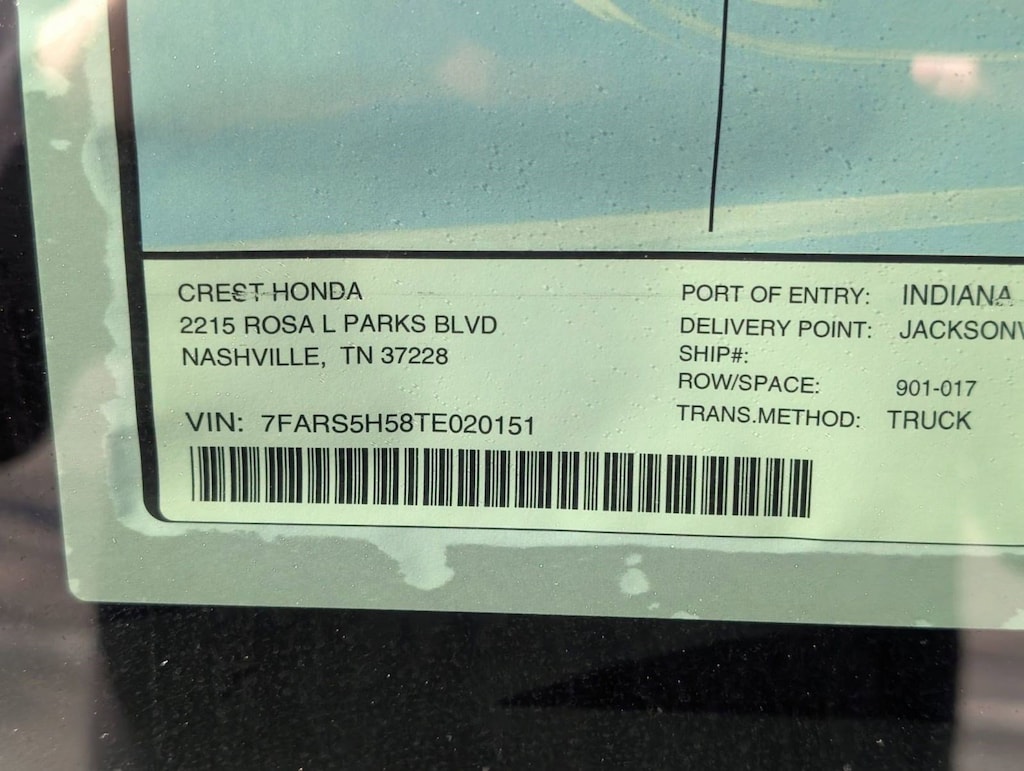 CREST HONDA
2215 ROSA L PARKS BLVD
NASHVILLE, TN 37228
VIN: 7FARS5H58TE020151
PORT OF ENTRY: INDIANA
DELIVERY POINT: JACKSONV
SHIP#:
ROW/SPACE: 901-017
TRANS.METHOD: TRUCK